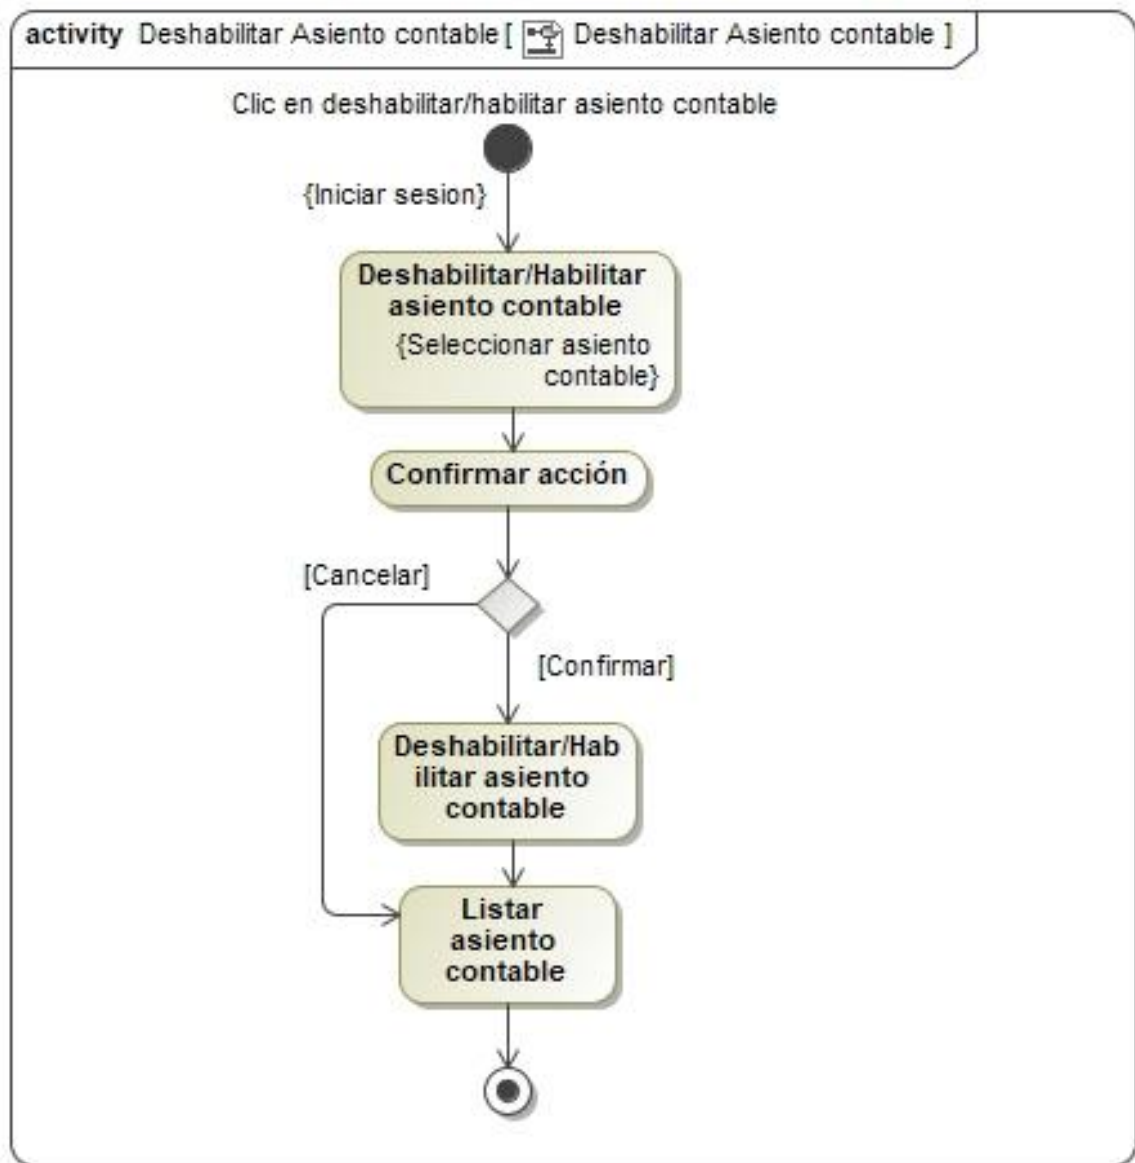 activity Deshabilitar Asiento contable [ Deshabilitar Asiento contable ]
Clic en deshabilitar/habilitar asiento contable
{Iniciar sesion}
Deshabilitar/Habilitar
asiento contable
{Seleccionar asiento
contable}
Confirmar acción
[Cancelar]
[Confirmar]
Deshabilitar/Hab
ilitar asiento
contable
Listar
asiento
contable